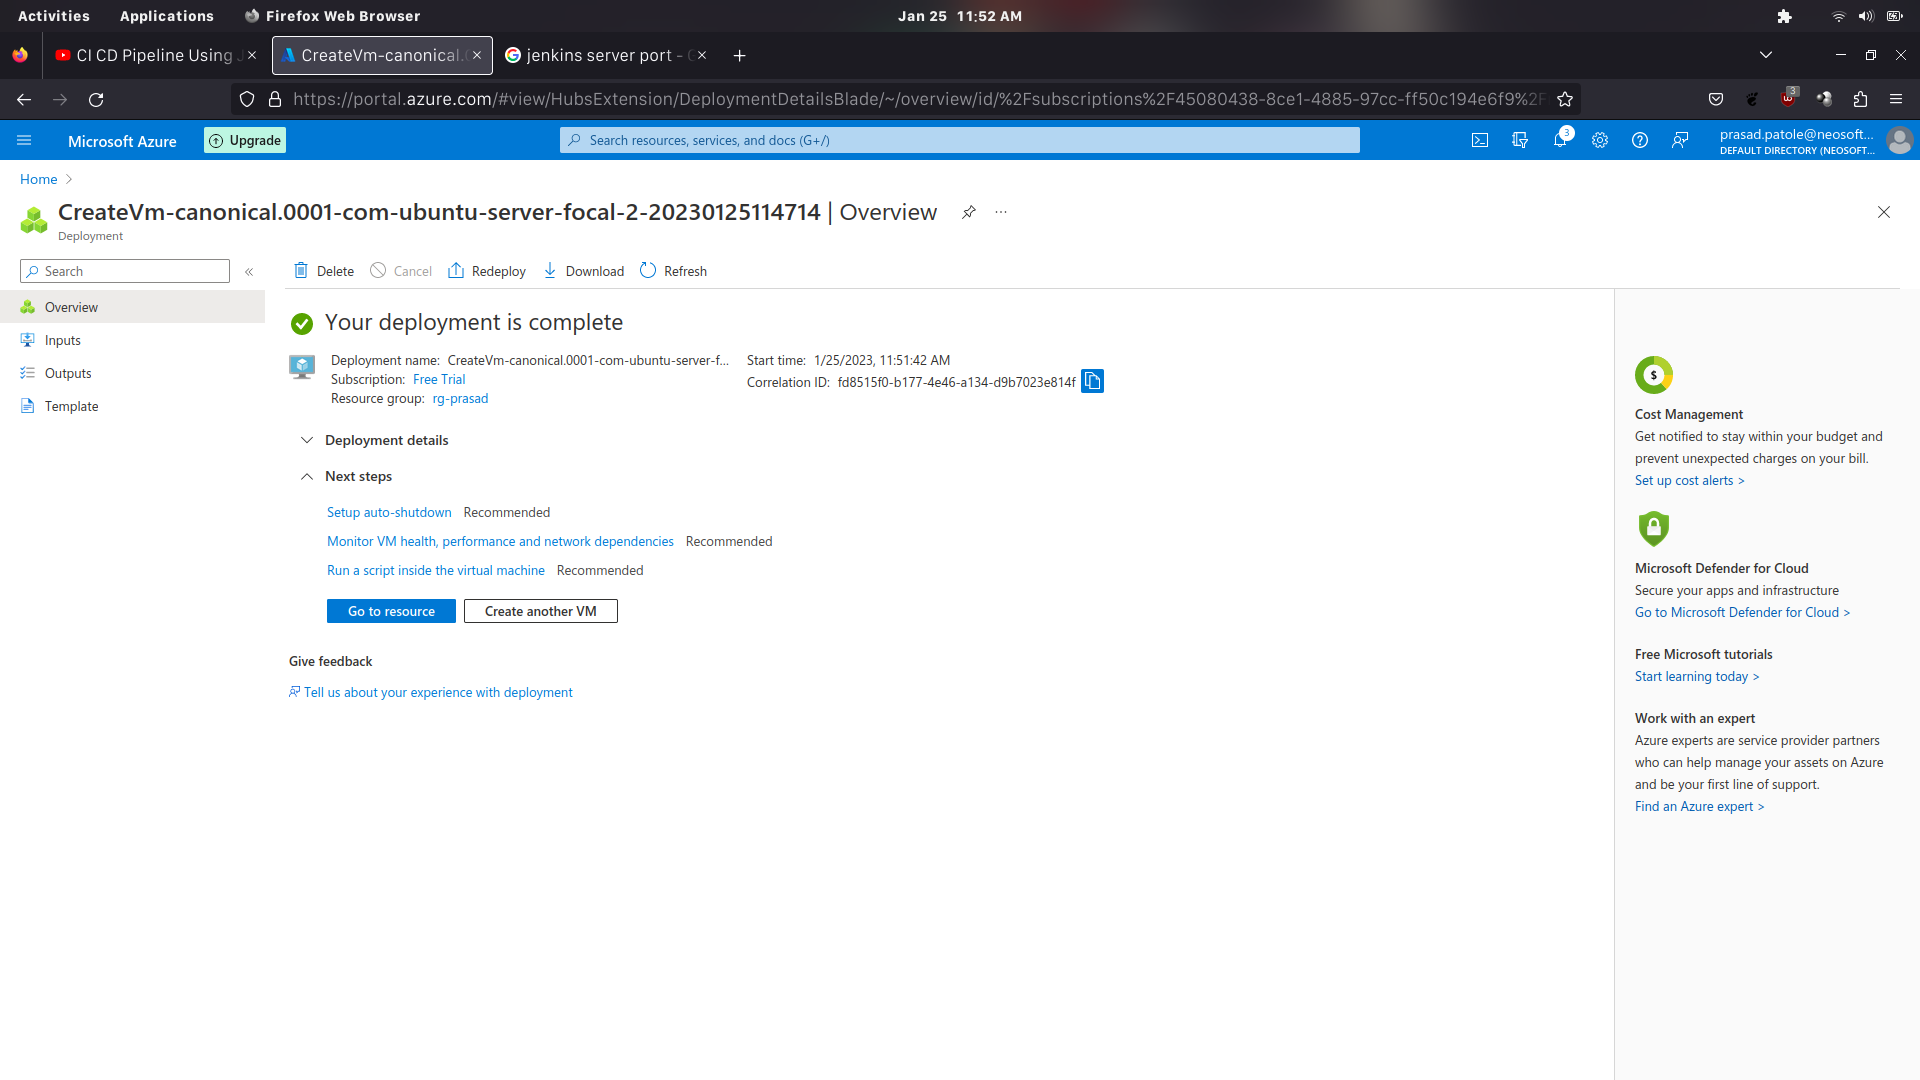 Activities Applications Firefox Web Browser Jan 25 11:52 AM
CI CD Pipeline Using J CreateVm-canonical.0 jenkins server port - G
https://portal.azure.com/#view/HubsExtension/DeploymentDetailsBlade/~/overview/id/%2Fsubscriptions%2F45080438-8ce1-4885-97cc-ff50c194e6f9%2F 3
Microsoft Azure Upgrade Search resources, services, and docs (G+/) 3 prasad.patole@neosoft...
DEFAULT DIRECTORY (NEOSOFT...
Home
CreateVm-canonical.0001-com-ubuntu-server-focal-2-20230125114714 | Overview
Deployment
Search
Overview
Inputs
Outputs
Template
Delete Cancel Redeploy Download Refresh
Your deployment is complete
Deployment name: CreateVm-canonical.0001-com-ubuntu-server-f...
Subscription: Free Trial
Resource group: rg-prasad
Start time: 1/25/2023, 11:51:42 AM
Correlation ID: fd8515f0-b177-4e46-a134-d9b7023e814f
Deployment details
Next steps
Setup auto-shutdown Recommended
Monitor VM health, performance and network dependencies Recommended
Run a script inside the virtual machine Recommended
Go to resource Create another VM
Give feedback
Tell us about your experience with deployment
$
Cost Management
Get notified to stay within your budget and
prevent unexpected charges on your bill.
Set up cost alerts >
Microsoft Defender for Cloud
Secure your apps and infrastructure
Go to Microsoft Defender for Cloud >
Free Microsoft tutorials
Start learning today >
Work with an expert
Azure experts are service provider partners
who can help manage your assets on Azure
and be your first line of support.
Find an Azure expert >